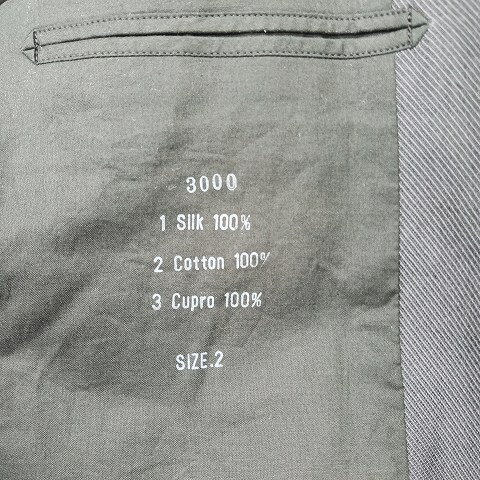 3000
1 Silk 100%
2 Cotton 100%
3 Cupro 100%
SIZE.2